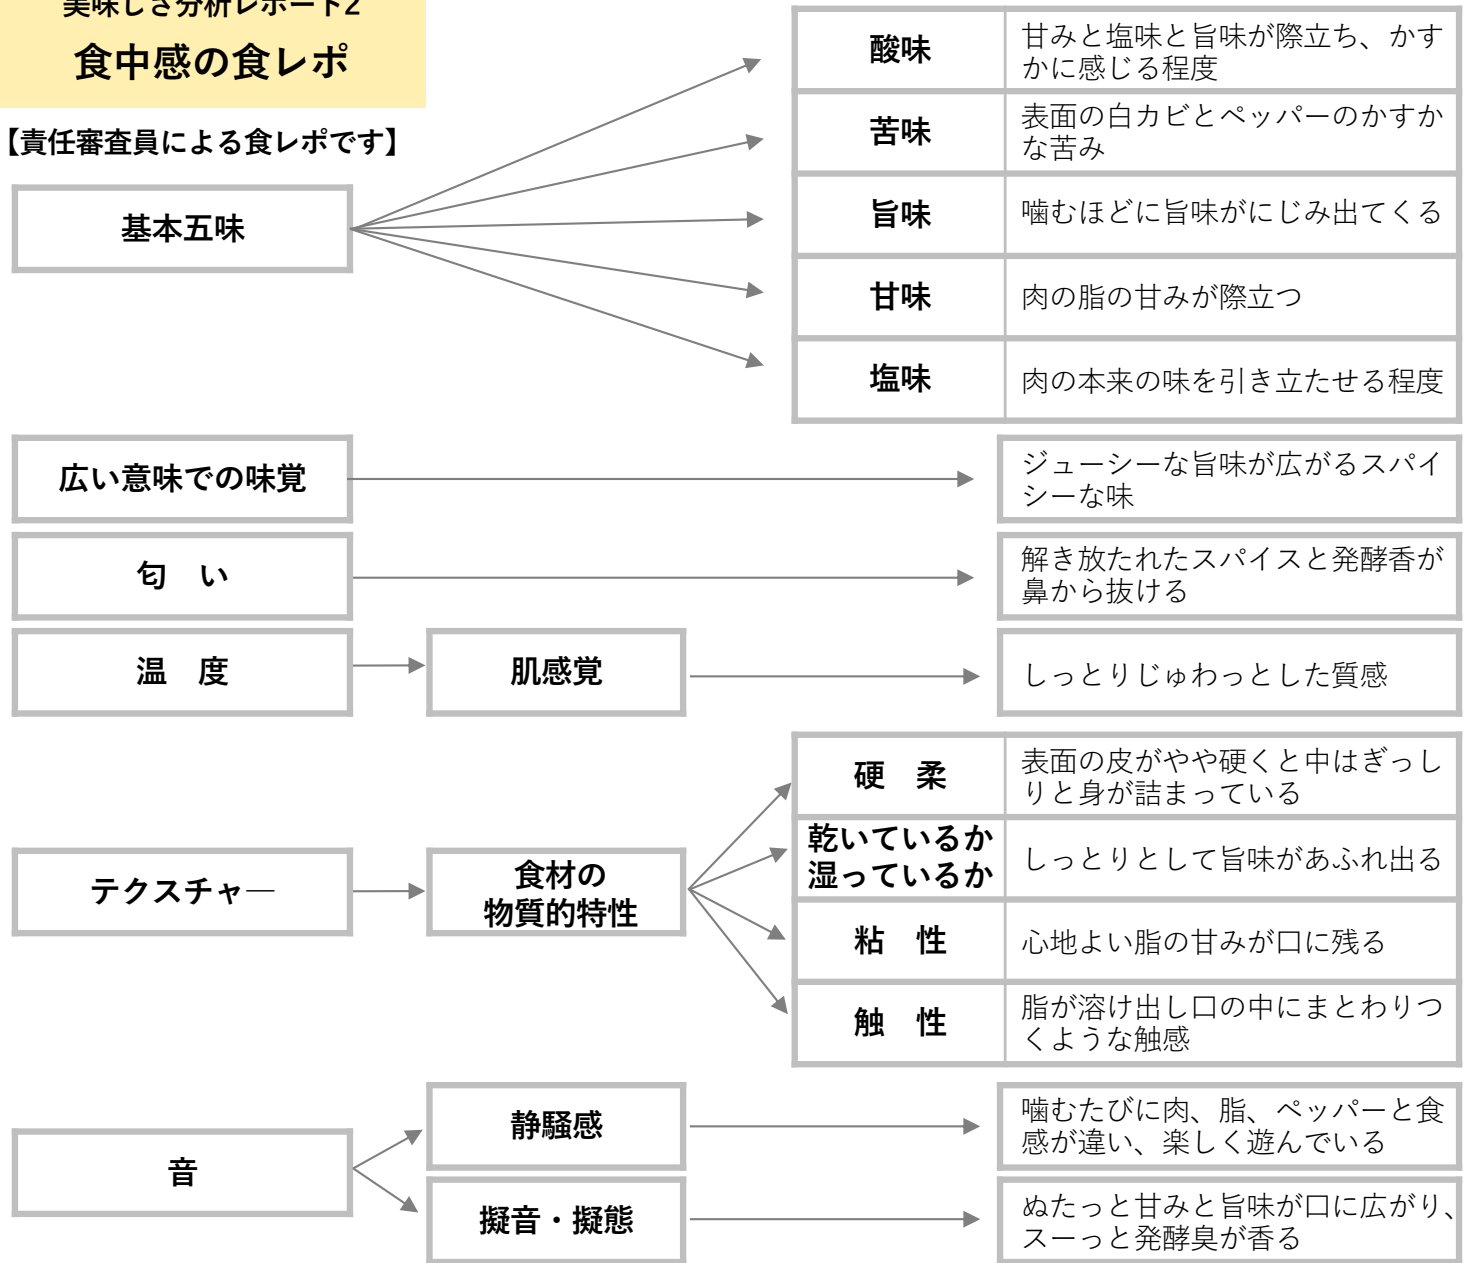 美味しさ分析レポート2
食中感の食レポ
【責任審査員による食レポです】
基本五味
酸味
甘みと塩味と旨味が際立ち、かす
かに感じる程度
苦味
表面の白カビとペッパーのかすか
な苦み
旨味
噛むほどに旨味がにじみ出てくる
甘味
肉の脂の甘みが際立つ
塩味
肉の本来の味を引き立たせる程度
広い意味での味覚
ジューシーな旨味が広がるスパイ
シーな味
匂　い
解き放たれたスパイスと発酵香が
鼻から抜ける
温　度
肌感覚
しっとりじゅわっとした質感
テクスチャ―
食材の
物質的特性
硬　柔
表面の皮がやや硬くと中はぎっし
りと身が詰まっている
乾いているか
湿っているか
しっとりとして旨味があふれ出る
粘　性
心地よい脂の甘みが口に残る
触　性
脂が溶け出し口の中にまとわりつ
くような触感
音
静騒感
噛むたびに肉、脂、ペッパーと食
感が違い、楽しく遊んでいる
擬音・擬態
ぬたっと甘みと旨味が口に広がり、
スーっと発酵臭が香る